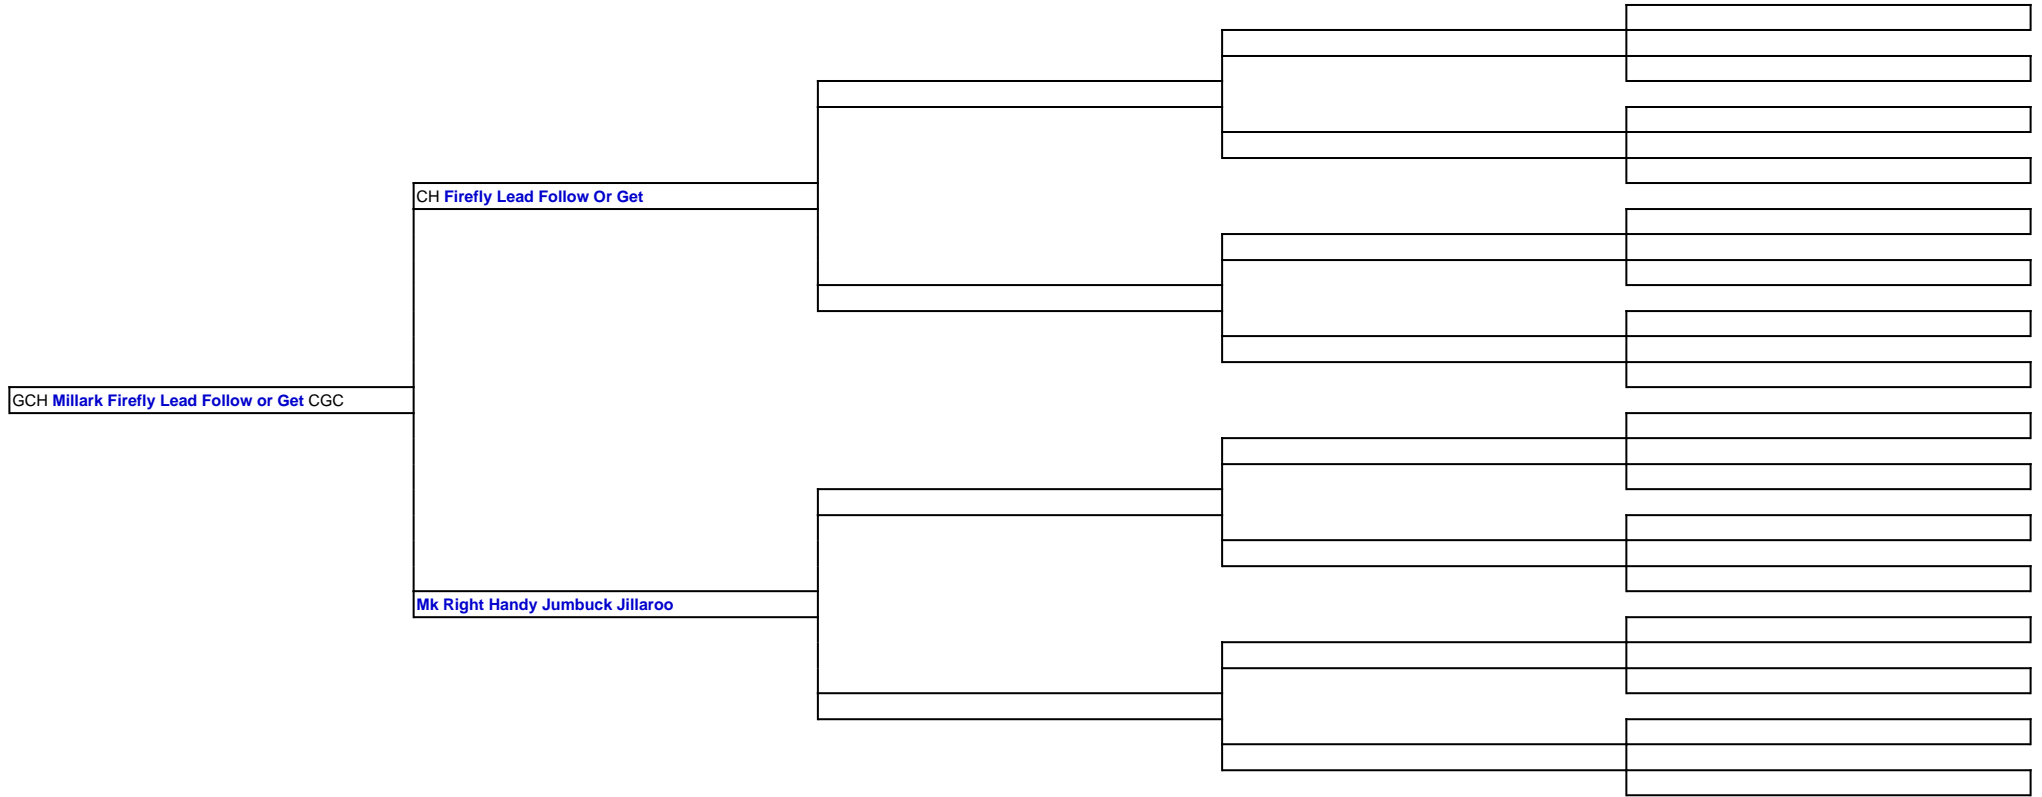 CH Firefly Lead Follow Or Get
GCH Millark Firefly Lead Follow or Get CGC
Mk Right Handy Jumbuck Jillaroo